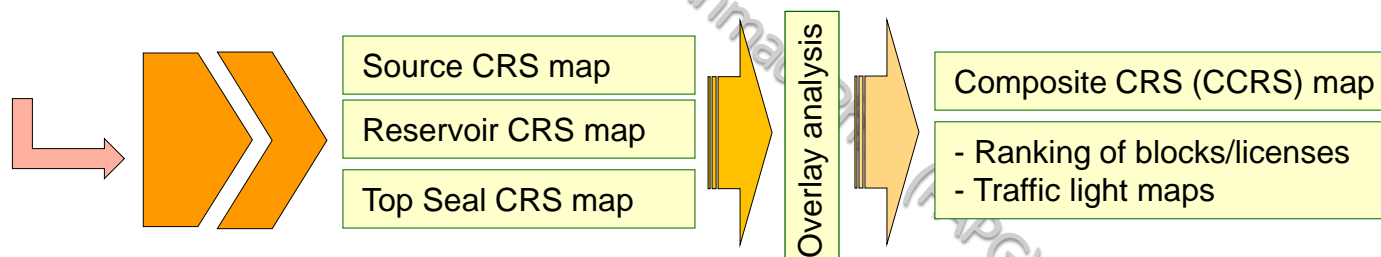 Source CRS map
Reservoir CRS map
Top Seal CRS map
Overlay analysis
Composite CRS (CCRS) map
- Ranking of blocks/licenses
- Traffic light maps